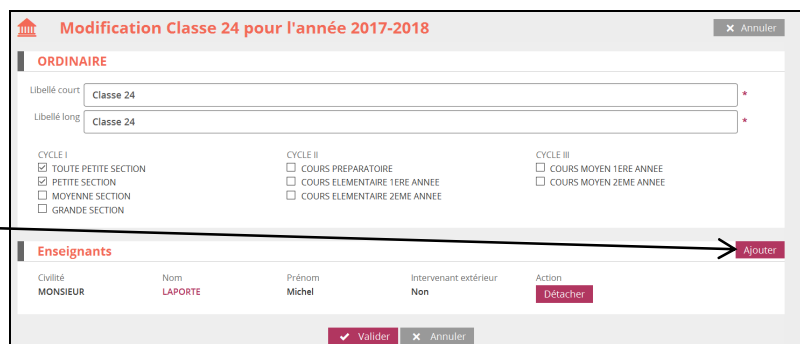 Modification Classe 24 pour l'année 2017-2018
Annuler
ORDINAIRE
Libellé court Classe 24 *
Libellé long Classe 24 *
CYCLE I CYCLE II CYCLE III
TOUTE PETITE SECTION COURS PREPARATOIRE COURS MOYEN 1ERE ANNEE
PETITE SECTION COURS ELEMENTAIRE 1ERE ANNEE COURS MOYEN 2EME ANNEE
MOYENNE SECTION COURS ELEMENTAIRE 2EME ANNEE
GRANDE SECTION
Enseignants Ajouter
Civilité Nom Prénom Intervenant extérieur Action
MONSIEUR LAPORTE Michel Non Détacher
Valider Annuler